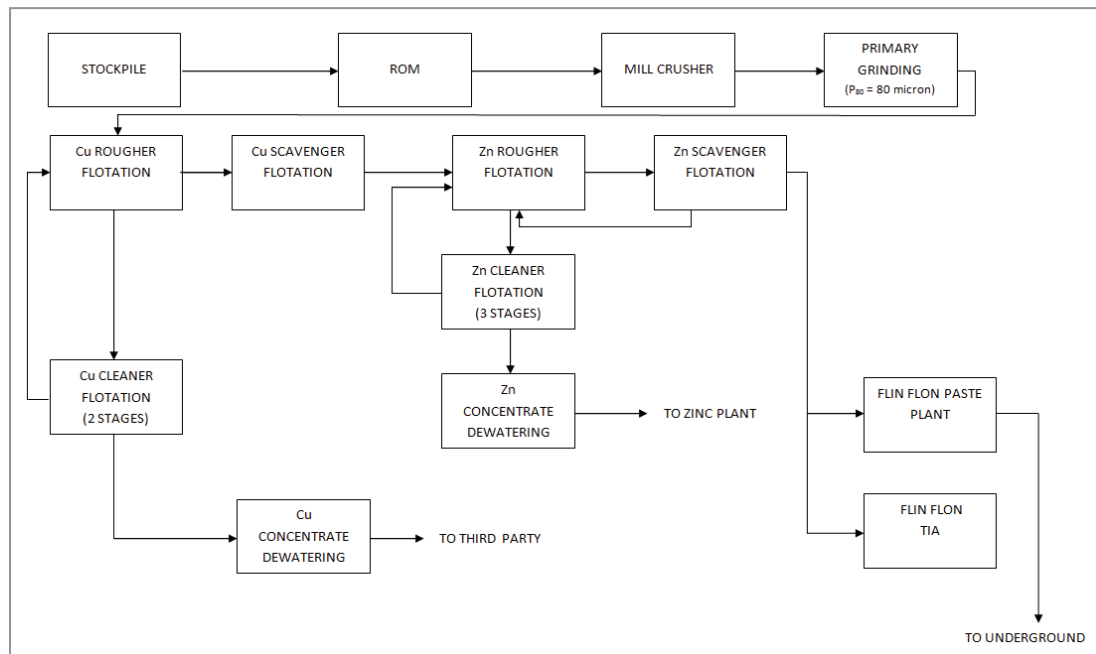 STOCKPILE
ROM
MILL CRUSHER
PRIMARY
GRINDING
(P₈₀ = 80 micron)
Cu ROUGHER
FLOTATION
Cu SCAVENGER
FLOTATION
Zn ROUGHER
FLOTATION
Zn SCAVENGER
FLOTATION
Zn CLEANER
FLOTATION
(3 STAGES)
Cu CLEANER
FLOTATION
(2 STAGES)
Zn
CONCENTRATE
DEWATERING
TO ZINC PLANT
FLIN FLON PASTE
PLANT
Cu
CONCENTRATE
DEWATERING
TO THIRD PARTY
FLIN FLON
TIA
TO UNDERGROUND